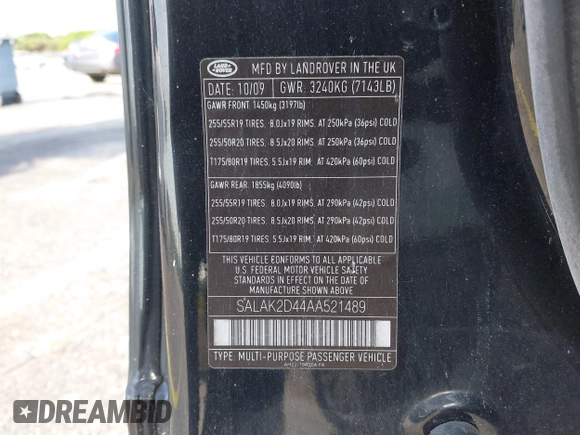 LAND ROVER
MFD BY LANDROVER IN THE UK
DATE: 10/09 GWR: 3240KG (7143LB)
GAWR FRONT: 1450kg (3197lb)
255/55R19 TIRES. 8.0Jx19 RIMS. AT 250kPa (36psi) COLD
255/50R20 TIRES. 8.5Jx20 RIMS. AT 250kPa (36psi) COLD
T175/80R19 TIRES. 5.5Jx19 RIM. AT 420kPa (60psi) COLD
GAWR REAR: 1855kg (4090lb)
255/55R19 TIRES. 8.0Jx19 RIMS. AT 290kPa (42psi) COLD
255/50R20 TIRES. 8.5Jx20 RIMS. AT 290kPa (42psi) COLD
T175/80R19 TIRES. 5.5Jx19 RIM. AT 420kPa (60psi) COLD
THIS VEHICLE CONFORMS TO ALL APPLICABLE
U.S. FEDERAL MOTOR VEHICLE SAFETY
STANDARDS IN EFFECT ON THE DATE OF
MANUFACTURE SHOWN ABOVE.
SALAK2D44AA521489
TYPE: MULTI-PURPOSE PASSENGER VEHICLE
DREAMBID